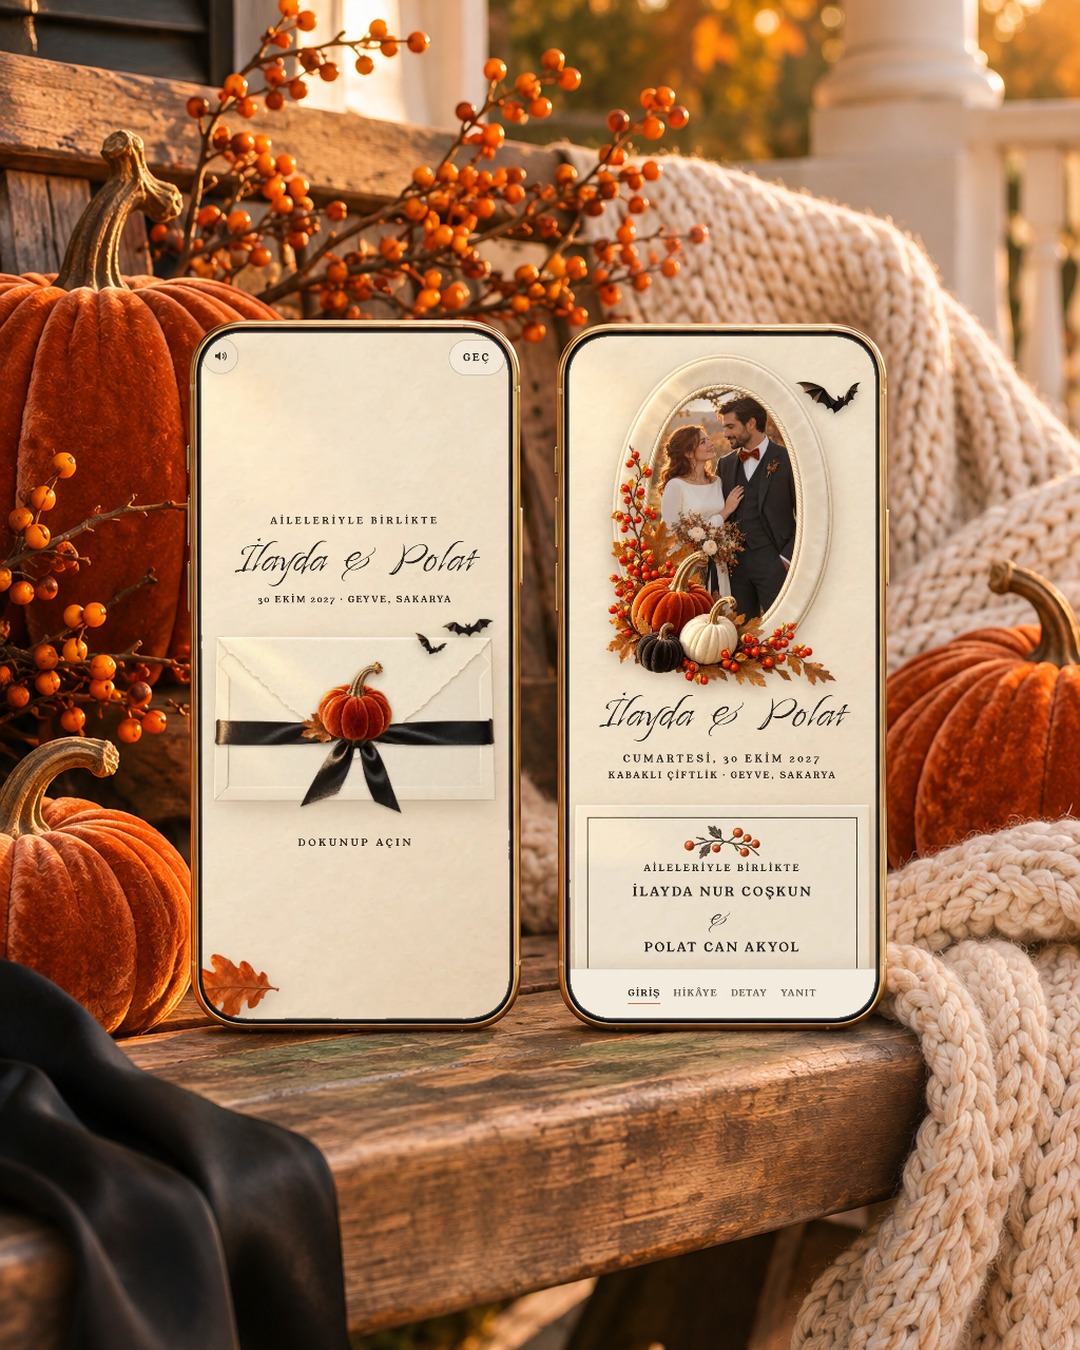 GEÇ
AİLELERİYLE BİRLİKTE
İlayda & Polat
30 EKİM 2027 · GEYVE, SAKARYA
DOKUNUP AÇIN
İlayda & Polat
CUMARTESİ, 30 EKİM 2027
KABAKLI ÇİFTLİK · GEYVE, SAKARYA
AİLELERİYLE BİRLİKTE
İLAYDA NUR COŞKUN
&
POLAT CAN AKYOL
GİRİŞ HİKÂYE DETAY YANIT